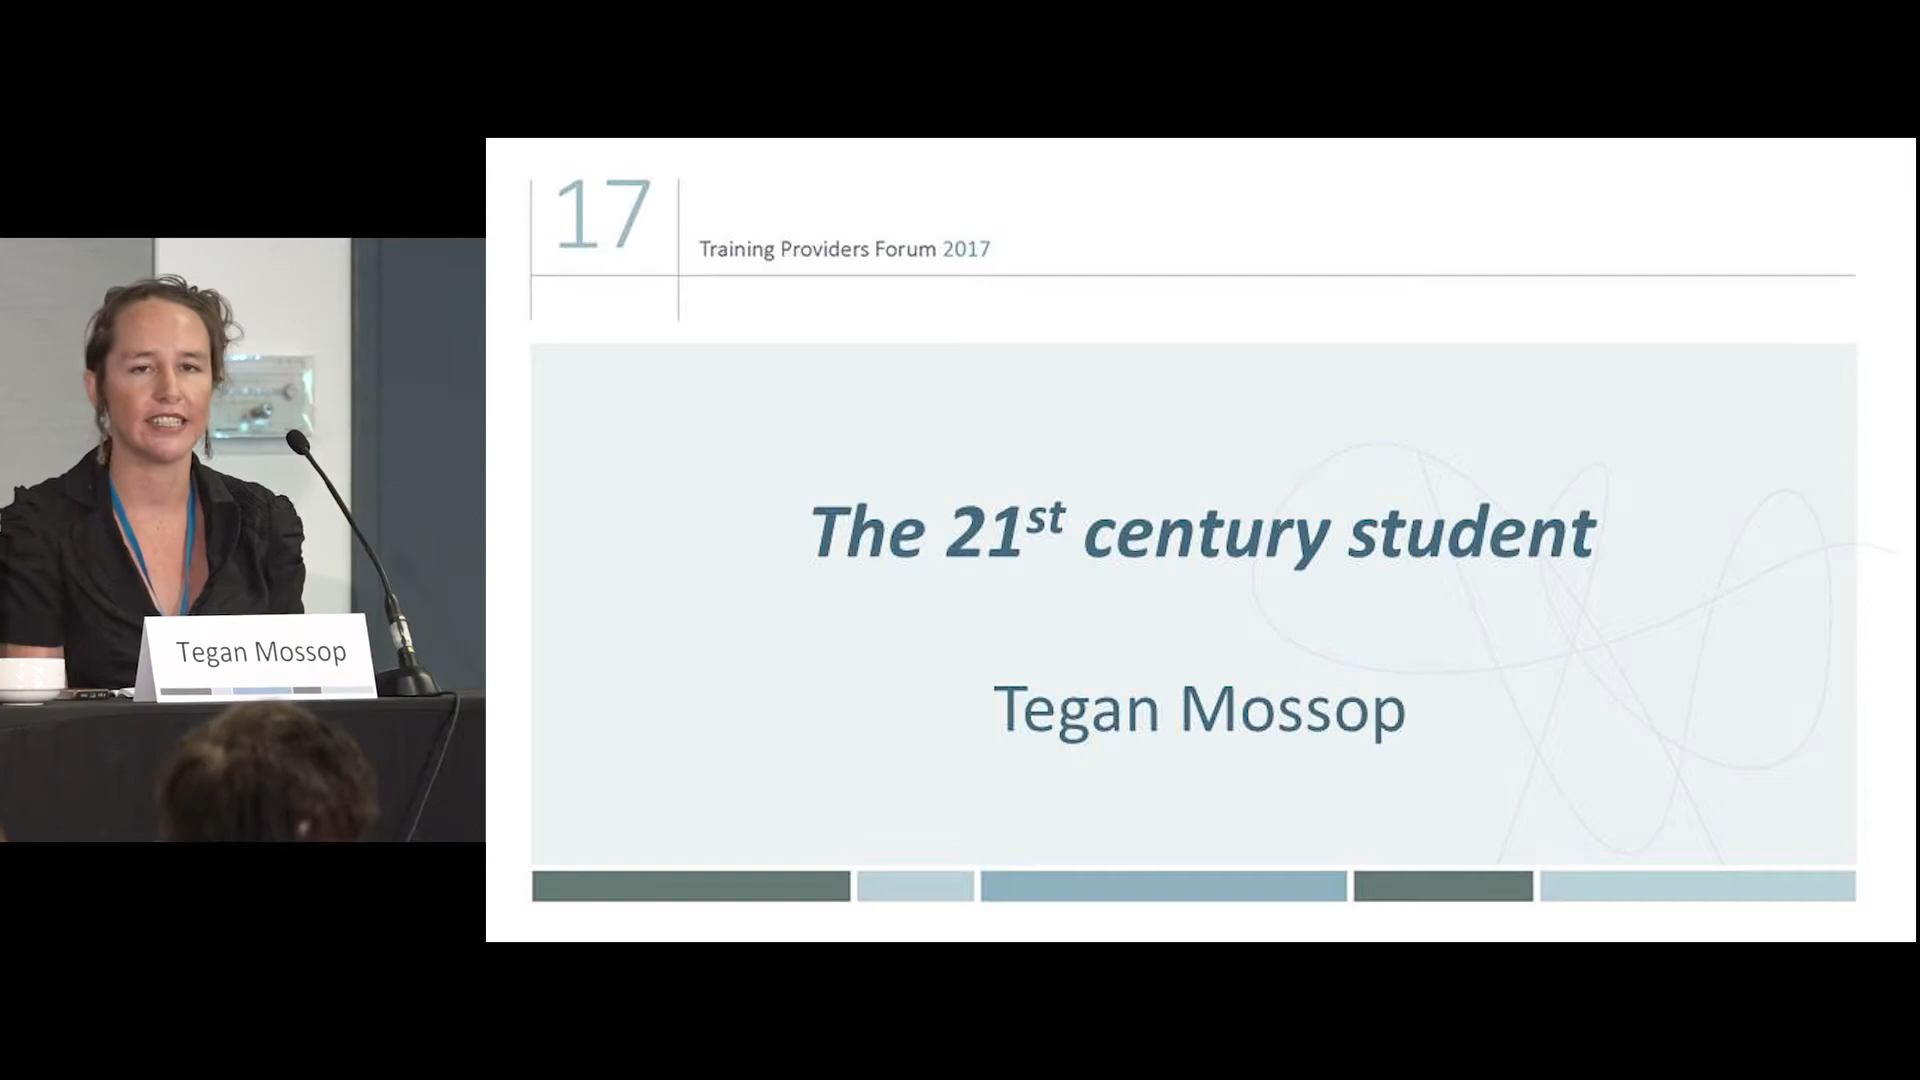 17
Training Providers Forum 2017
The 21st century student
Tegan Mossop
Tegan Mossop